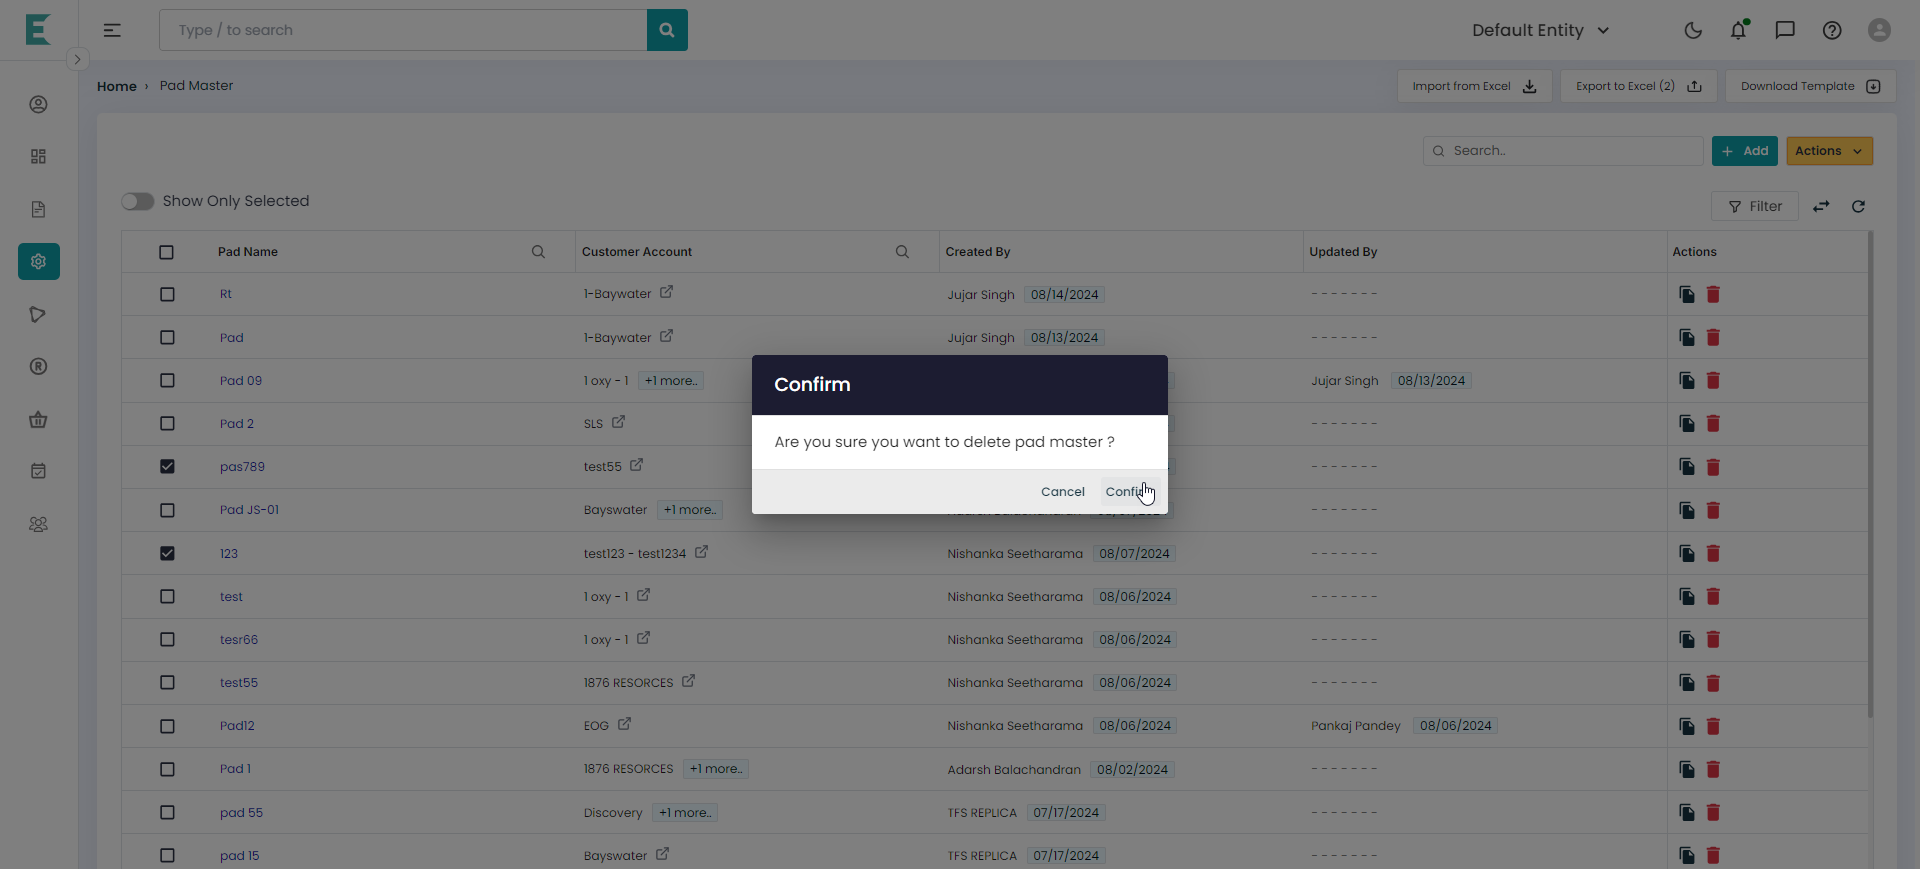 Type / to search
Default Entity
Home › Pad Master
Import from Excel
Export to Excel (2)
Download Template
Search..
+ Add
Actions
Show Only Selected
Filter
Pad Name Customer Account Created By Updated By Actions
Rt 1-Baywater Jujar Singh 08/14/2024 -------
Pad 1-Baywater Jujar Singh 08/13/2024 -------
Pad 09 1 oxy - 1 +1 more.. Jujar Singh 08/13/2024
Pad 2 SLS -------
pas789 test55 -------
Pad JS-01 Bayswater +1 more.. -------
123 test123 - test1234 Nishanka Seetharama 08/07/2024 -------
test 1 oxy - 1 Nishanka Seetharama 08/06/2024 -------
tesr66 1 oxy - 1 Nishanka Seetharama 08/06/2024 -------
test55 1876 RESORCES Nishanka Seetharama 08/06/2024 -------
Pad12 EOG Nishanka Seetharama 08/06/2024 Pankaj Pandey 08/06/2024
Pad 1 1876 RESORCES +1 more.. Adarsh Balachandran 08/02/2024 -------
pad 55 Discovery +1 more.. TFS REPLICA 07/17/2024 -------
pad 15 Bayswater TFS REPLICA 07/17/2024 -------
Confirm
Are you sure you want to delete pad master ?
Cancel